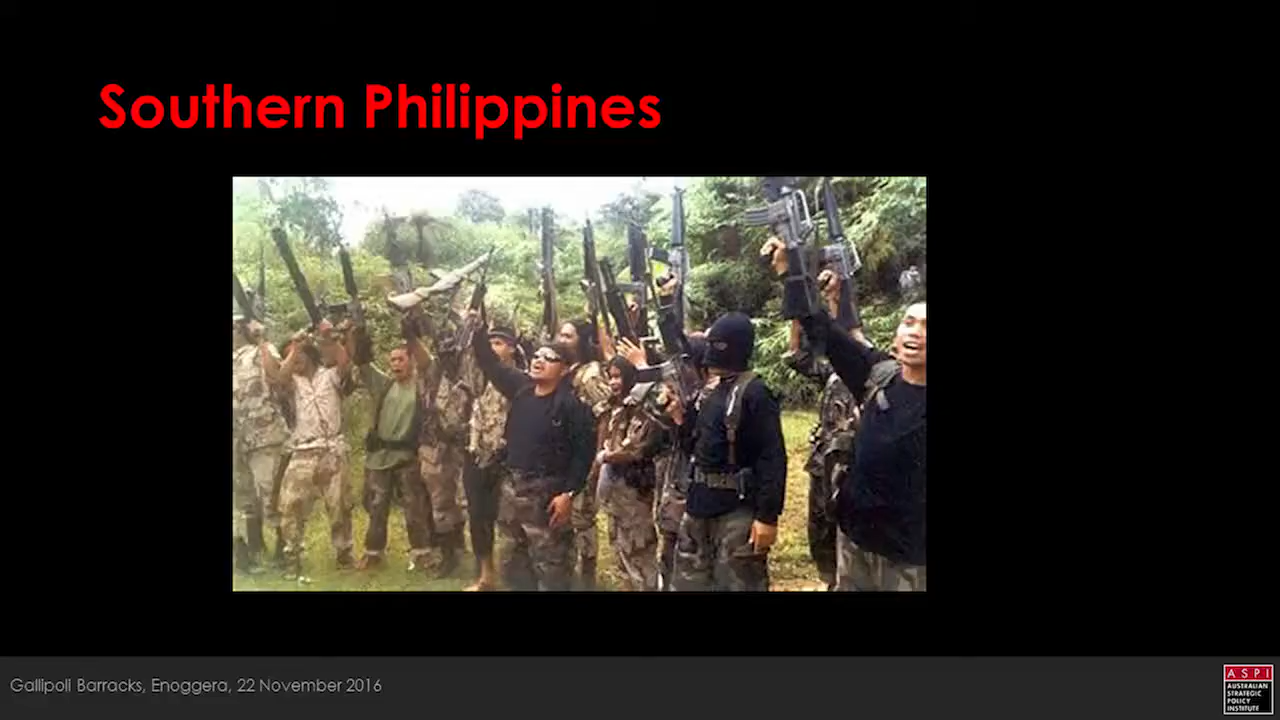 Southern Philippines
Gallipoli Barracks, Enoggera, 22 November 2016
ASPI
AUSTRALIAN
STRATEGIC
POLICY
INSTITUTE